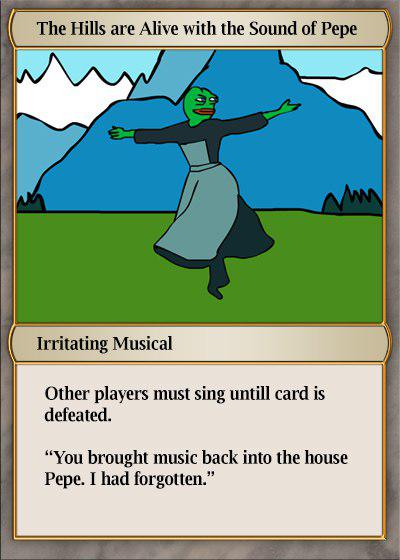 The Hills are Alive with the Sound of Pepe
Irritating Musical
Other players must sing untill card is
defeated.
“You brought music back into the house
Pepe. I had forgotten.”